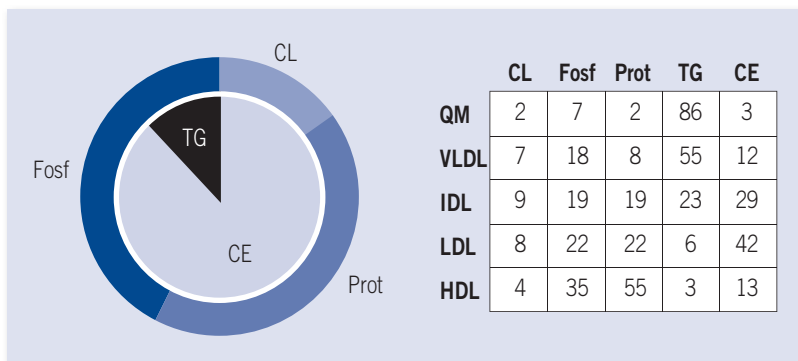 CL
TG
Fosf
CE
Prot
CL Fosf Prot TG CE
QM 2 7 2 86 3
VLDL 7 18 8 55 12
IDL 9 19 19 23 29
LDL 8 22 22 6 42
HDL 4 35 55 3 13